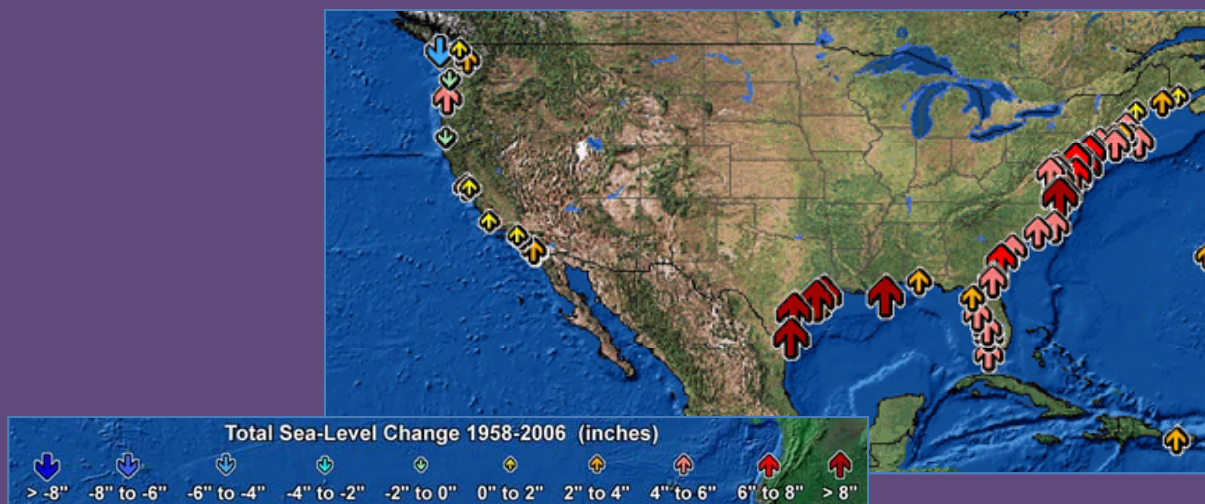 Total Sea-Level Change 1958-2006 (inches)
> -8" -8" to -6" -6" to -4" -4" to -2" -2" to 0" 0" to 2" 2" to 4" 4" to 6" 6" to 8" > 8"